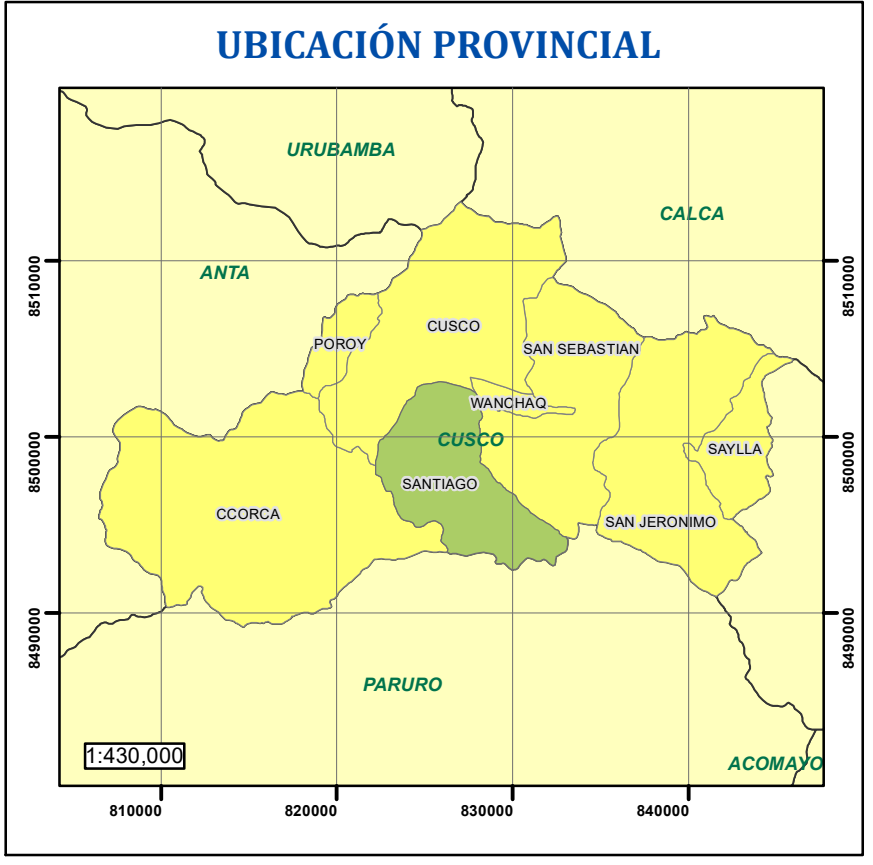 UBICACIÓN PROVINCIAL
URUBAMBA
CALCA
ANTA
8510000
8510000
CUSCO
POROY
SAN SEBASTIAN
WANCHAQ
CUSCO
8500000
8500000
SAYLLA
SANTIAGO
CCORCA
SAN JERONIMO
8490000
8490000
PARURO
1:430,000
ACOMAYO
810000
820000
830000
840000